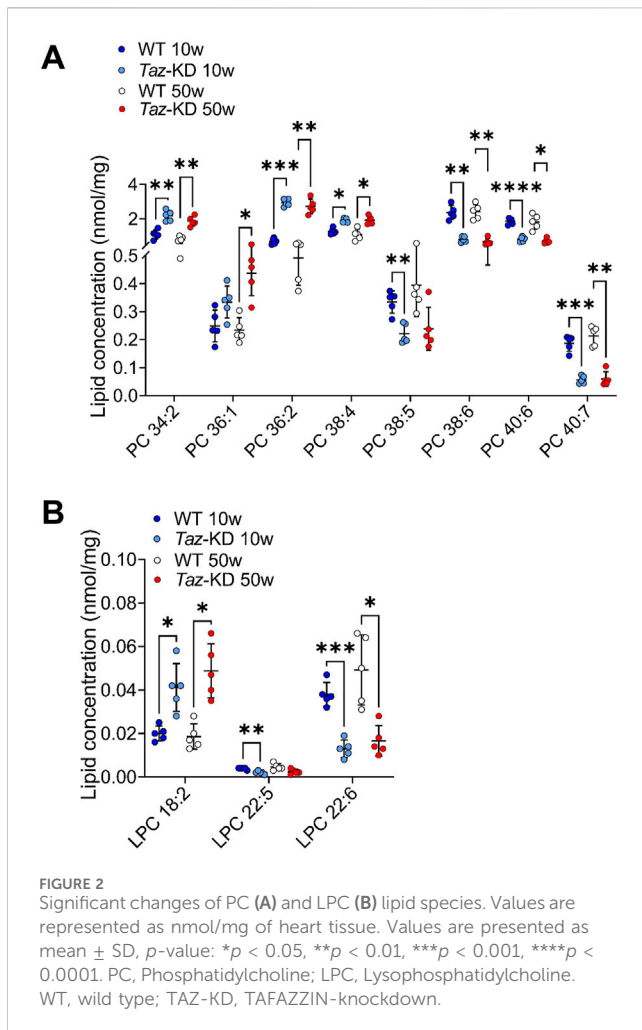 A
WT 10w
Taz-KD 10w
WT 50w
Taz-KD 50w
Lipid concentration (nmol/mg)
4
2
0.5
0.4
0.3
0.2
0.1
0.0
** ** * *** ** * * ** ** ** **** * *** **
PC 34:2 PC 36:1 PC 36:2 PC 38:4 PC 38:5 PC 38:6 PC 40:6 PC 40:7
B
WT 10w
Taz-KD 10w
WT 50w
Taz-KD 50w
Lipid concentration (nmol/mg)
0.10
0.08
0.06
0.04
0.02
0.00
* * ** *** *
LPC 18:2 LPC 22:5 LPC 22:6
FIGURE 2
Significant changes of PC (A) and LPC (B) lipid species. Values are
represented as nmol/mg of heart tissue. Values are presented as
mean ± SD, p-value: *p < 0.05, **p < 0.01, ***p < 0.001, ****p <
0.0001. PC, Phosphatidylcholine; LPC, Lysophosphatidylcholine.
WT, wild type; TAZ-KD, TAFAZZIN-knockdown.